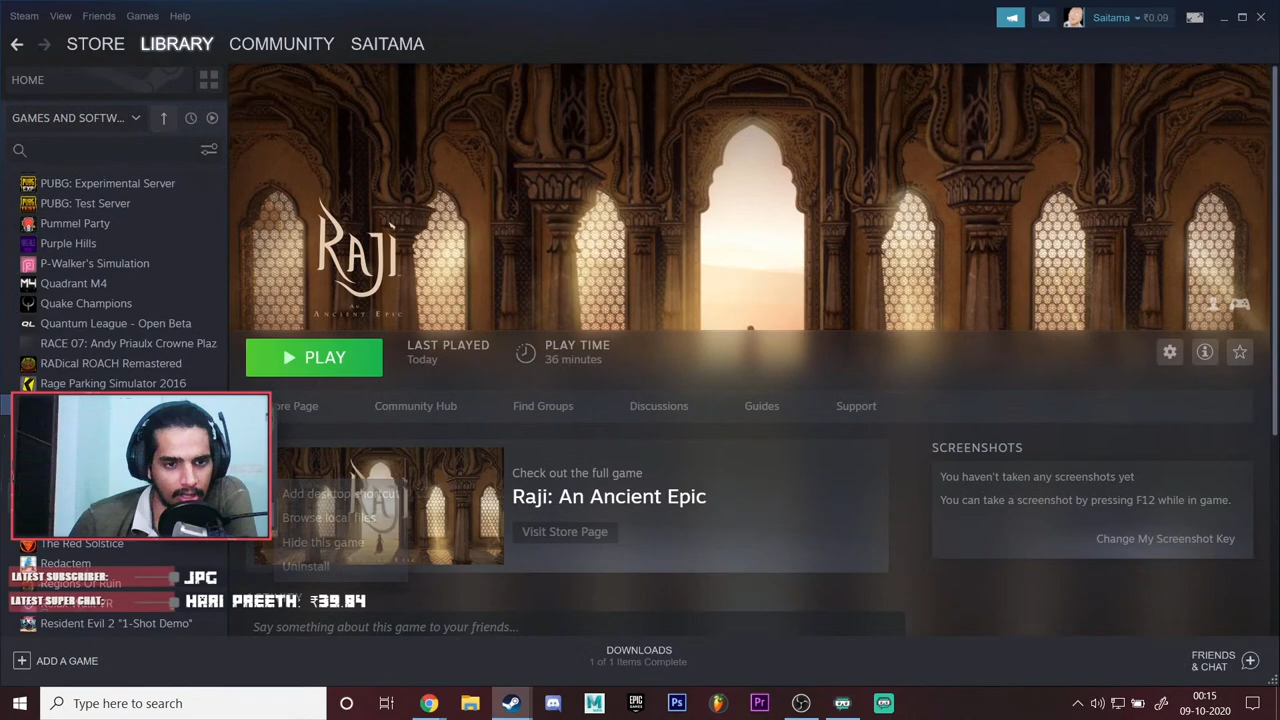 Steam View Friends Games Help
Saitama ₹0.09
STORE LIBRARY COMMUNITY SAITAMA
HOME
GAMES AND SOFTW...
PUBG: Experimental Server
PUBG: Test Server
Pummel Party
Purple Hills
P-Walker's Simulation
Quadrant M4
Quake Champions
Quantum League - Open Beta
RACE 07: Andy Priaulx Crowne Plaz
RADical ROACH Remastered
Rage Parking Simulator 2016
The Red Solstice
Redactem
Regions Of Ruin
Resident Evil 2 "1-Shot Demo"
RAJI
AN ANCIENT EPIC
PLAY
LAST PLAYED
Today
PLAY TIME
36 minutes
ore Page Community Hub Find Groups Discussions Guides Support
Add desktop shortcut
Browse local files
Hide this game
Uninstall
Check out the full game
Raji: An Ancient Epic
Visit Store Page
SCREENSHOTS
You haven't taken any screenshots yet
You can take a screenshot by pressing F12 while in game.
Change My Screenshot Key
Say something about this game to your friends...
LATEST SUBSCRIBER: JPG
LATEST SUPER CHAT: HARI PREETH: ₹39.84
ADD A GAME
DOWNLOADS
1 of 1 Items Complete
FRIENDS
& CHAT
Type here to search
00:15
09-10-2020